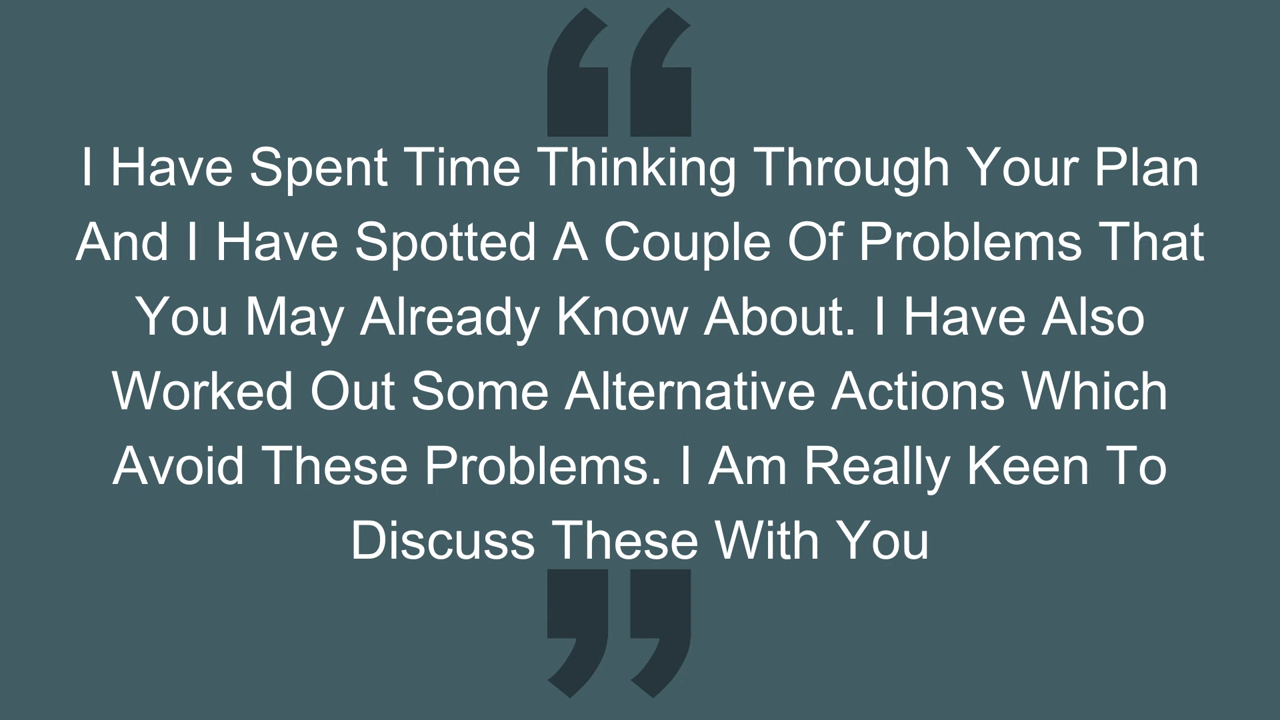 “
I Have Spent Time Thinking Through Your Plan
And I Have Spotted A Couple Of Problems That
You May Already Know About. I Have Also
Worked Out Some Alternative Actions Which
Avoid These Problems. I Am Really Keen To
Discuss These With You
”